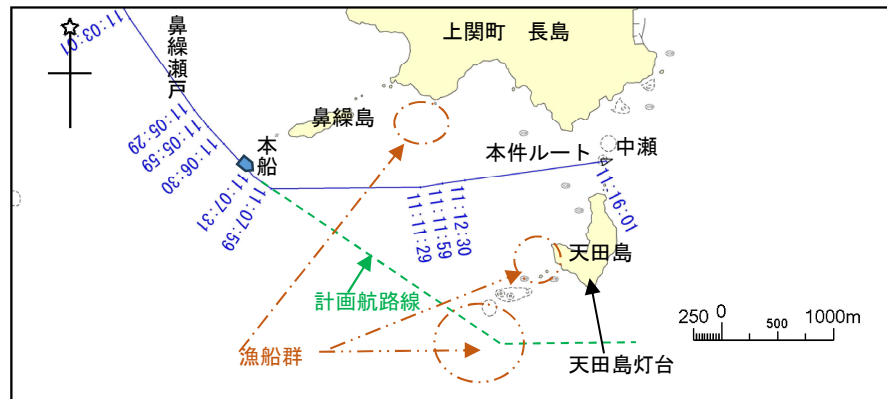 上関町 長島
11:03:01
鼻繰瀬戸
鼻繰島
11:05:29
11:05:59
11:06:30
11:07:31
11:07:59
本船
本件ルート
中瀬
11:16:01
11:11:29
11:11:59
11:12:30
天田島
計画航路線
漁船群
天田島灯台
250 0 500 1000m